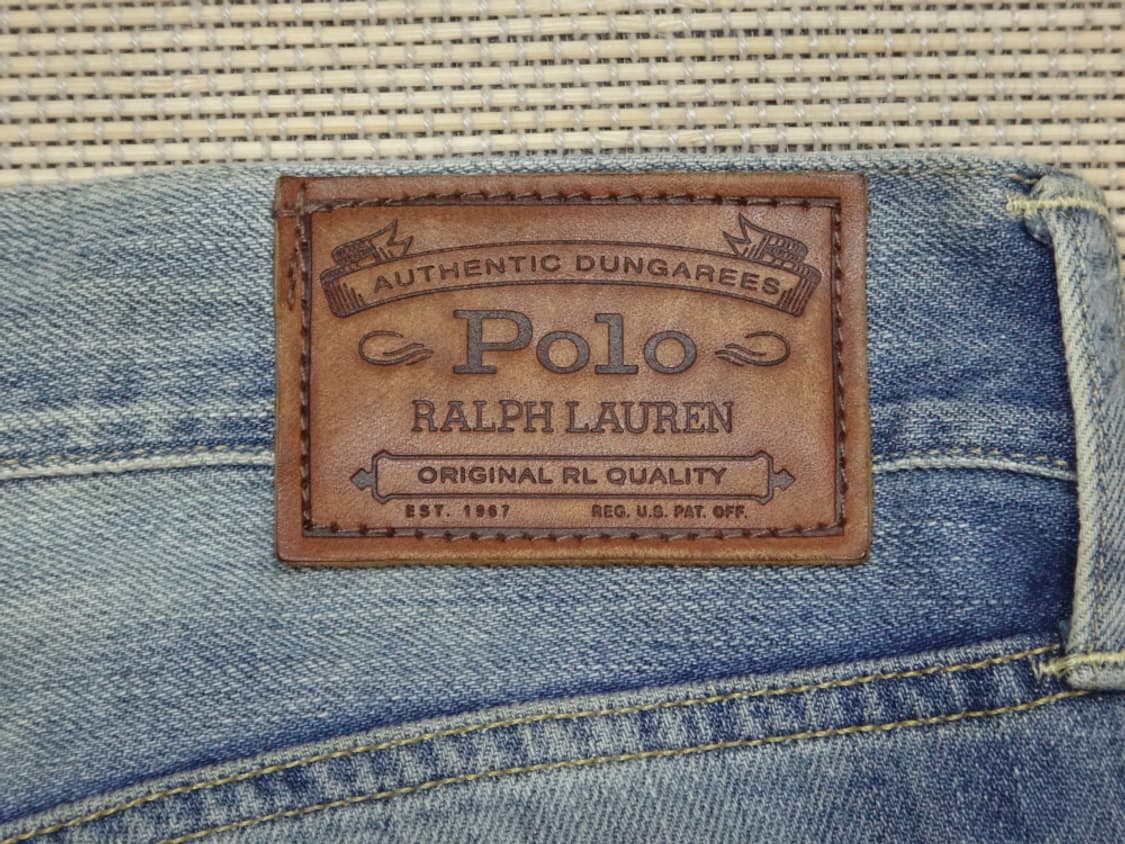 AUTHENTIC DUNGAREES
Polo
RALPH LAUREN
ORIGINAL RL QUALITY
EST. 1967 REG. U.S. PAT. OFF.